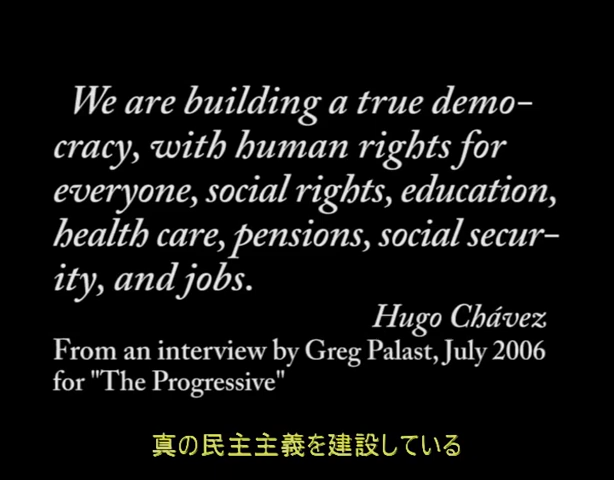 We are building a true demo-
cracy, with human rights for
everyone, social rights, education,
health care, pensions, social secur-
ity, and jobs.
Hugo Chávez
From an interview by Greg Palast, July 2006
for "The Progressive"
真の民主主義を建設している